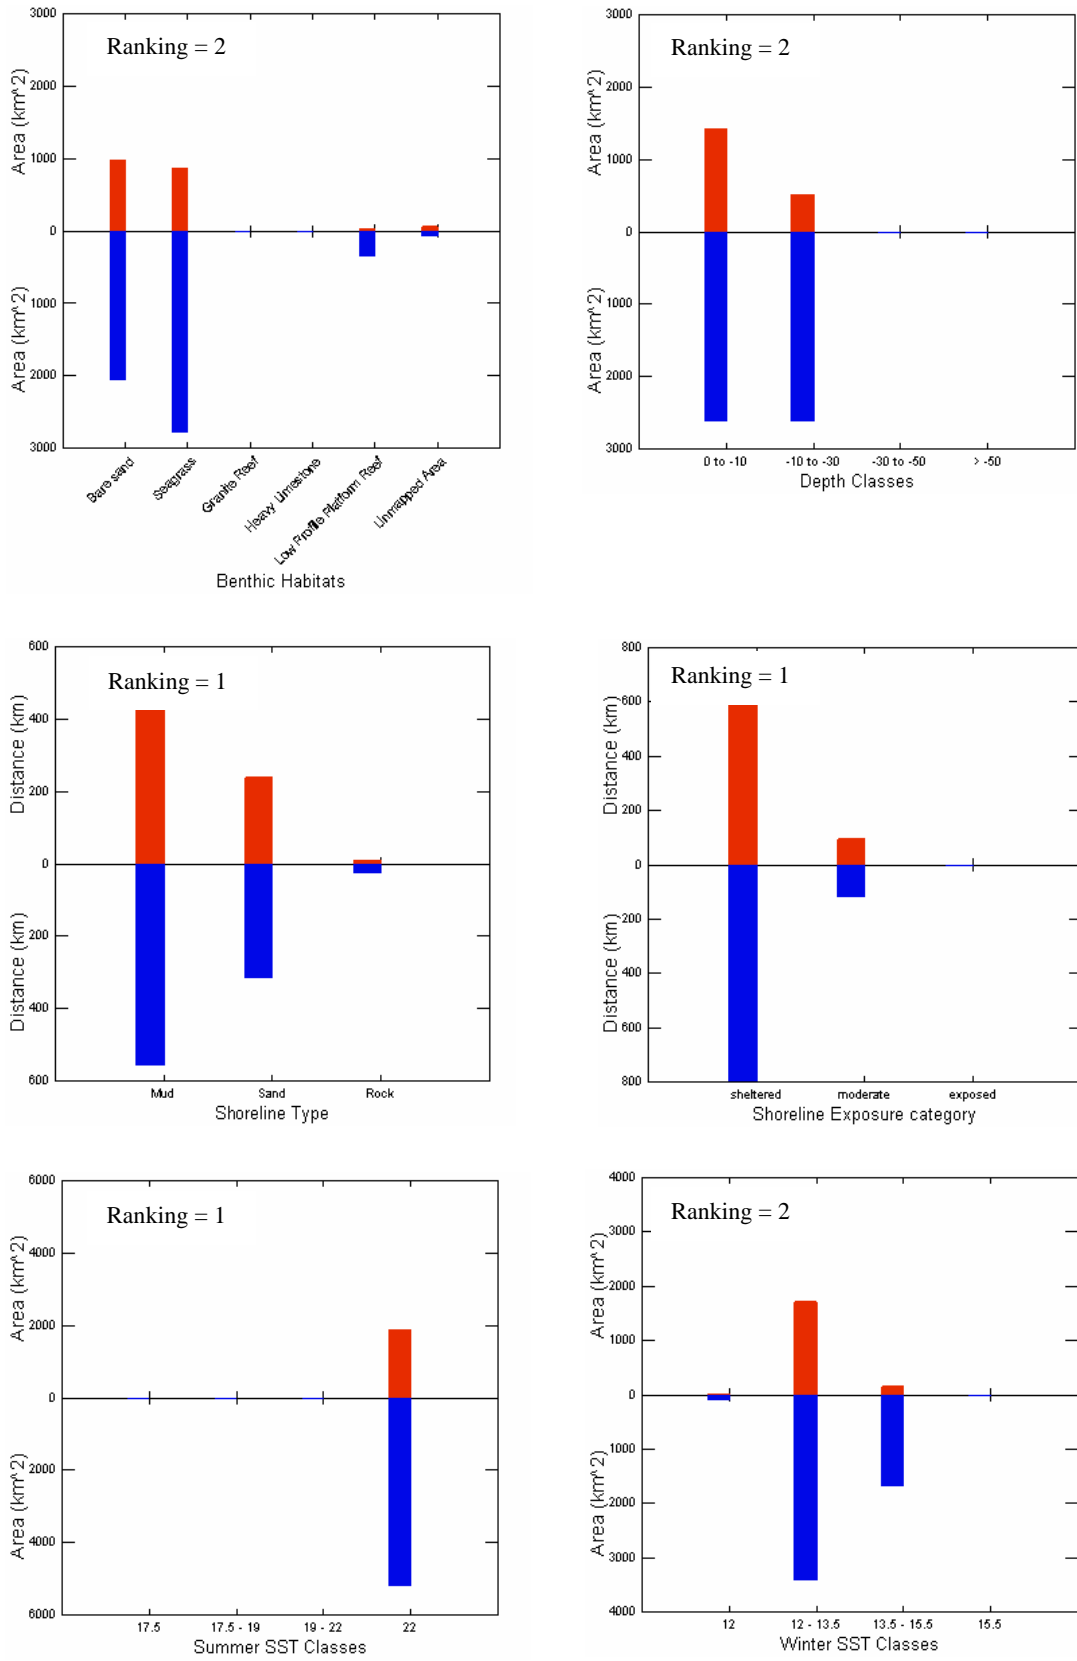 3000
Ranking = 2
2000
Area (km^2)
1000
0
1000
Area (km^2)
2000
3000
Bare sand
Seagrass
Granite Reef
Heavy Limestone
Low Profile Platform Reef
Unmapped Area
Benthic Habitats
3000
Ranking = 2
2000
Area (km^2)
1000
0
1000
Area (km^2)
2000
3000
0 to -10
-10 to -30
-30 to -50
> -50
Depth Classes
600
Ranking = 1
400
Distance (km)
200
0
200
Distance (km)
400
600
Mud
Sand
Rock
Shoreline Type
800
Ranking = 1
600
Distance (km)
400
200
0
200
Distance (km)
400
600
800
sheltered
moderate
exposed
Shoreline Exposure category
6000
Ranking = 1
4000
Area (km^2)
2000
0
2000
Area (km^2)
4000
6000
17.5
17.5 - 19
19 - 22
22
Summer SST Classes
4000
Ranking = 2
3000
Area (km^2)
2000
1000
0
1000
Area (km^2)
2000
3000
4000
12
12 - 13.5
13.5 - 15.5
15.5
Winter SST Classes